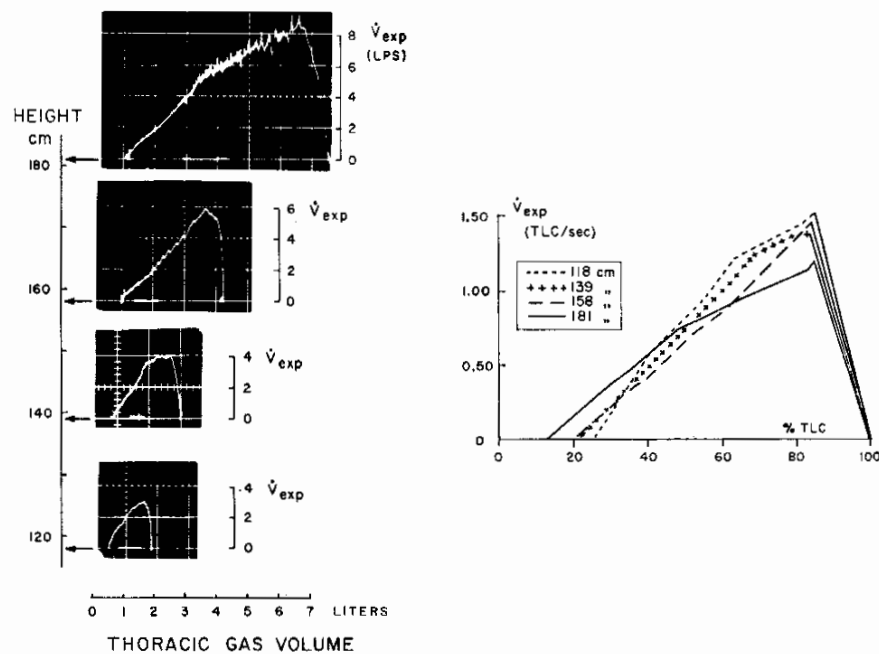 HEIGHT
cm
180
160
140
120
8
6
4
2
0
V̇exp
(LPS)
6
4
2
0
V̇exp
4
2
0
V̇exp
4
2
0
V̇exp
0 1 2 3 4 5 6 7 LITERS
THORACIC GAS VOLUME
V̇exp
(TLC/sec)
1.50
1.00
0.50
0
118 cm
139 „
158 „
181 „
% TLC
20 40 60 80 100